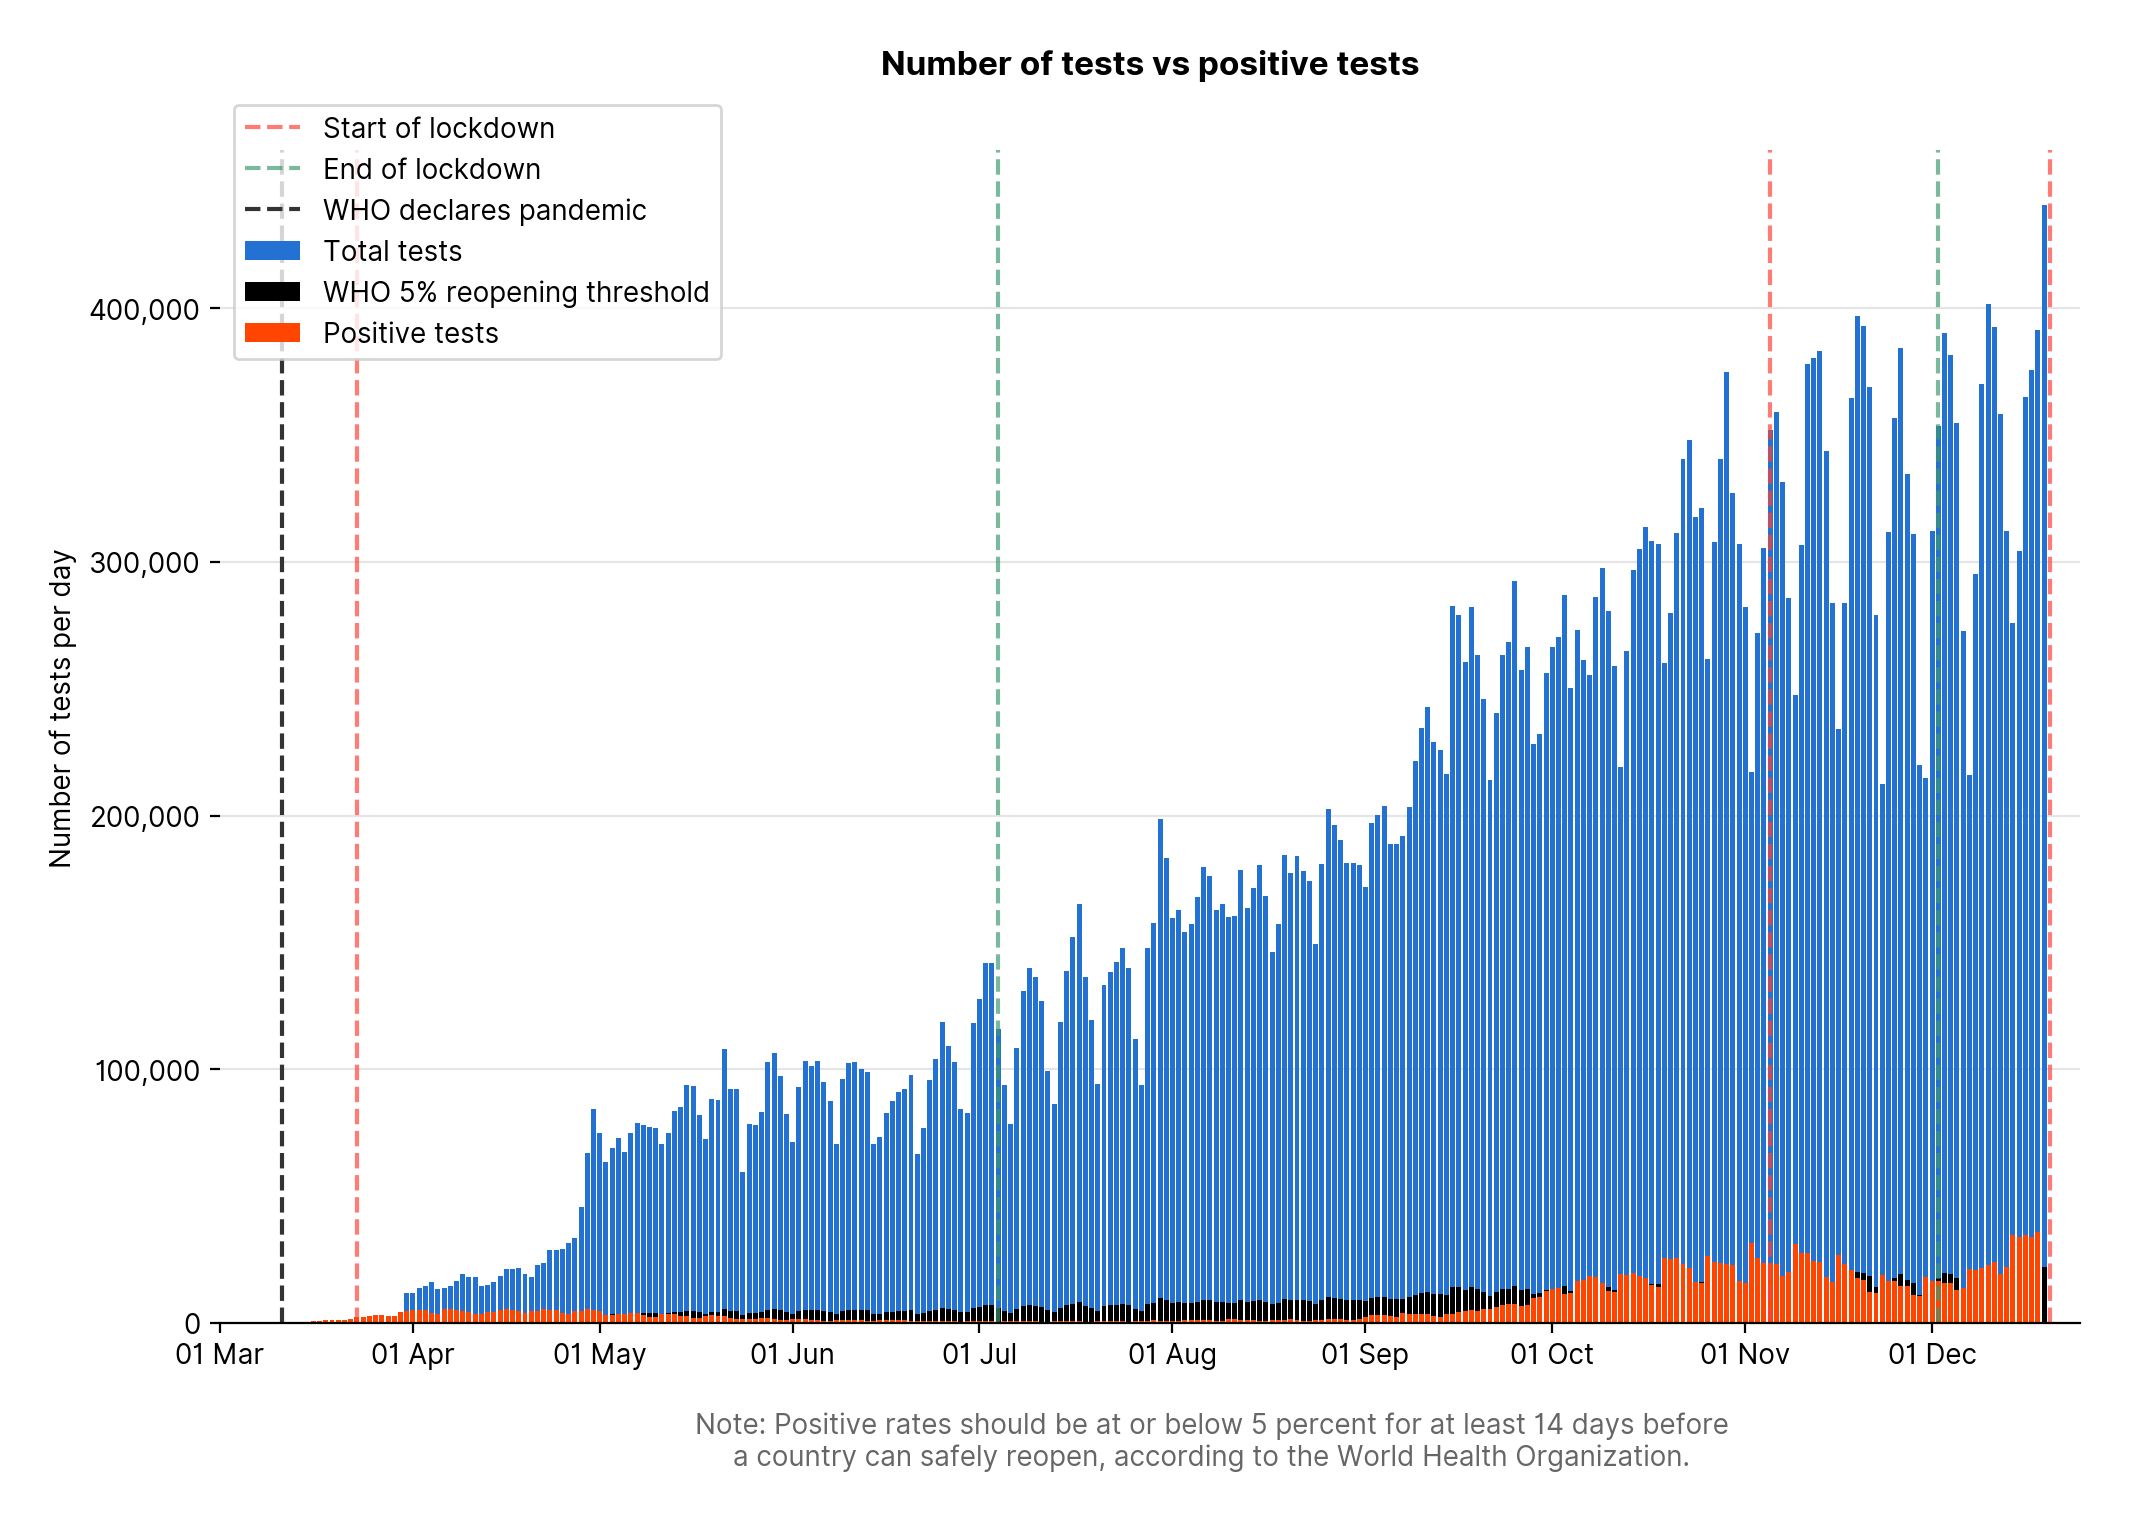 Number of tests vs positive tests
Start of lockdown
End of lockdown
WHO declares pandemic
Total tests
WHO 5% reopening threshold
Positive tests
Number of tests per day
400,000
300,000
200,000
100,000
0
01 Mar
01 Apr
01 May
01 Jun
01 Jul
01 Aug
01 Sep
01 Oct
01 Nov
01 Dec
Note: Positive rates should be at or below 5 percent for at least 14 days before
a country can safely reopen, according to the World Health Organization.